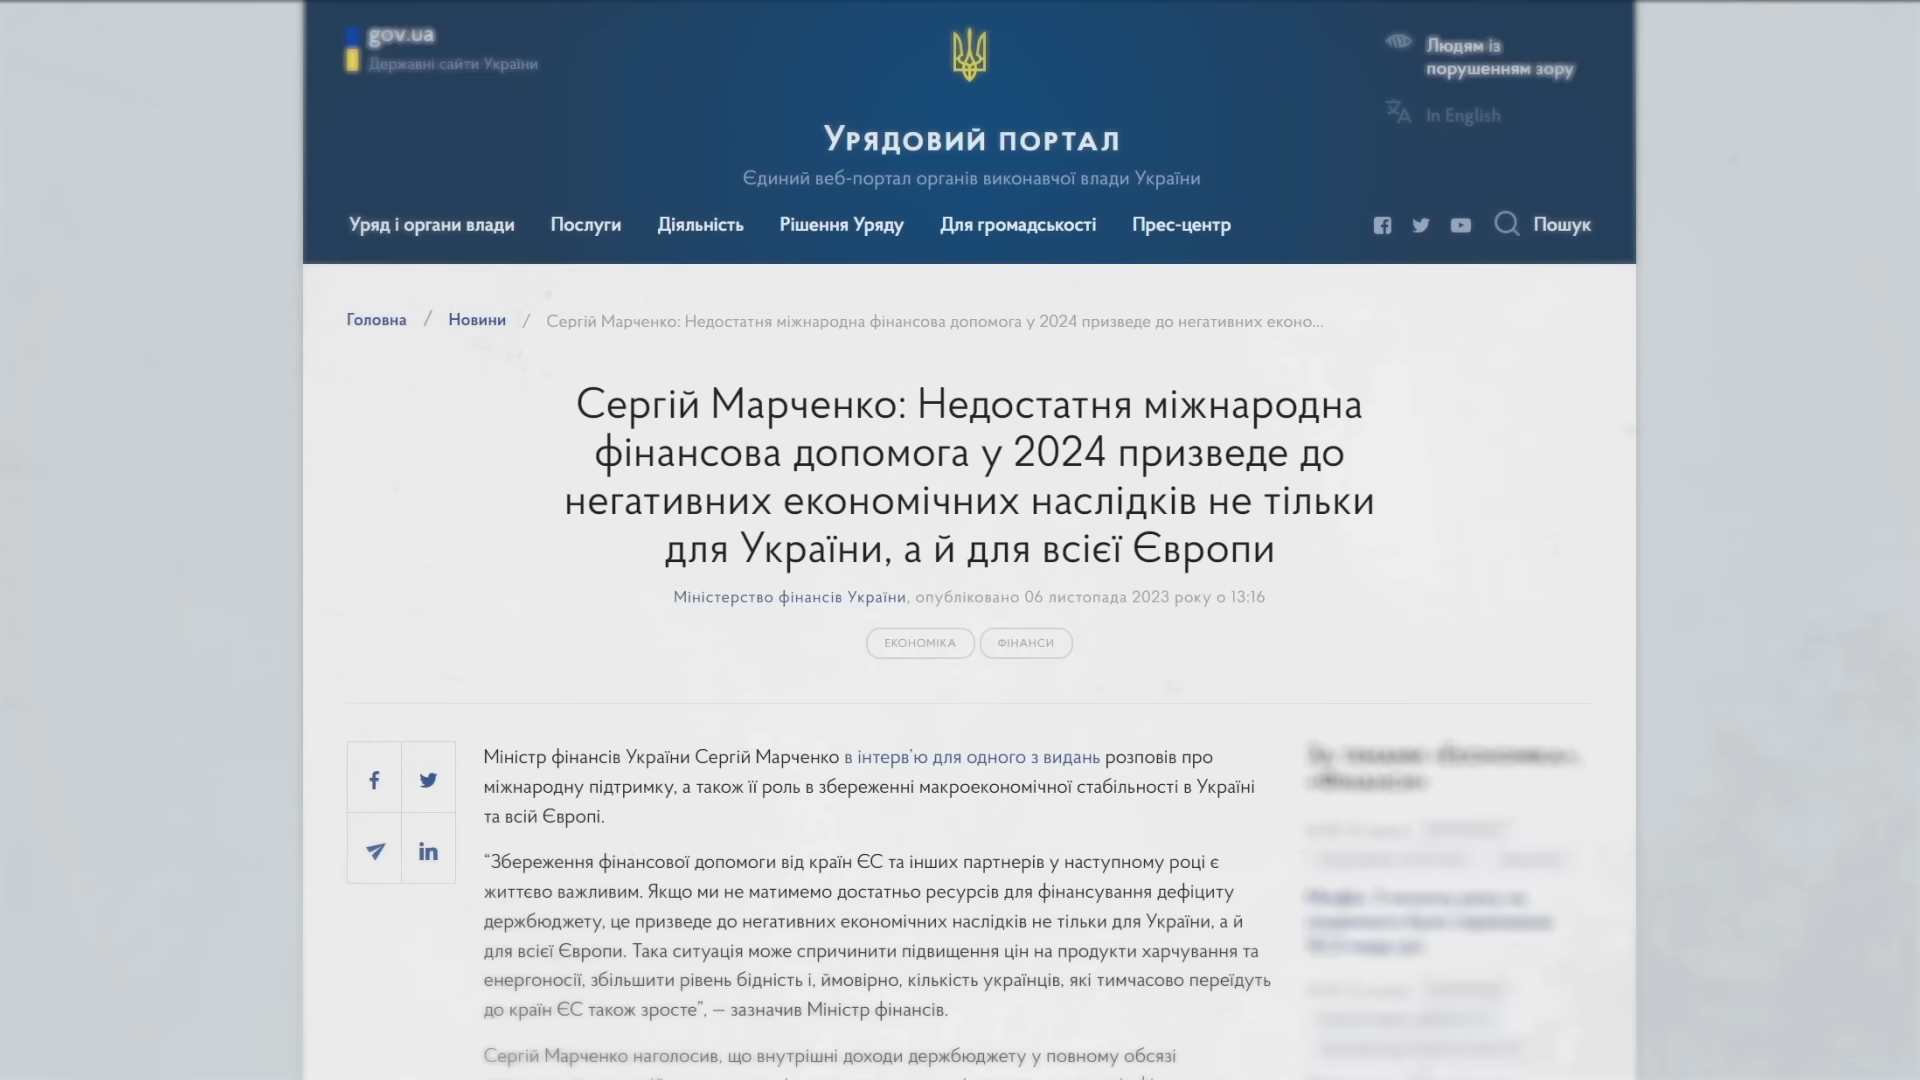 gov.ua
Державні сайти України
Людям із
порушенням зору
In English
Урядовий портал
Єдиний веб-портал органів виконавчої влади України
Уряд і органи влади Послуги Діяльність Рішення Уряду Для громадськості Прес-центр Пошук
Головна / Новини / Сергій Марченко: Недостатня міжнародна фінансова допомога у 2024 призведе до негативних еконо...
Сергій Марченко: Недостатня міжнародна
фінансова допомога у 2024 призведе до
негативних економічних наслідків не тільки
для України, а й для всієї Європи
Міністерство фінансів України, опубліковано 06 листопада 2023 року о 13:16
ЕКОНОМІКА ФІНАНСИ
Міністр фінансів України Сергій Марченко в інтерв’ю для одного з видань розповів про
міжнародну підтримку, а також її роль в збереженні макроекономічної стабільності в Україні
та всій Європі.
“Збереження фінансової допомоги від країн ЄС та інших партнерів у наступному році є
життєво важливим. Якщо ми не матимемо достатньо ресурсів для фінансування дефіциту
держбюджету, це призведе до негативних економічних наслідків не тільки для України, а й
для всієї Європи. Така ситуація може спричинити підвищення цін на продукти харчування та
енергоносії, збільшити рівень бідність і, ймовірно, кількість українців, які тимчасово переїдуть
до країн ЄС також зросте”, — зазначив Міністр фінансів.
Сергій Марченко наголосив, що внутрішні доходи держбюджету у повному обсязі